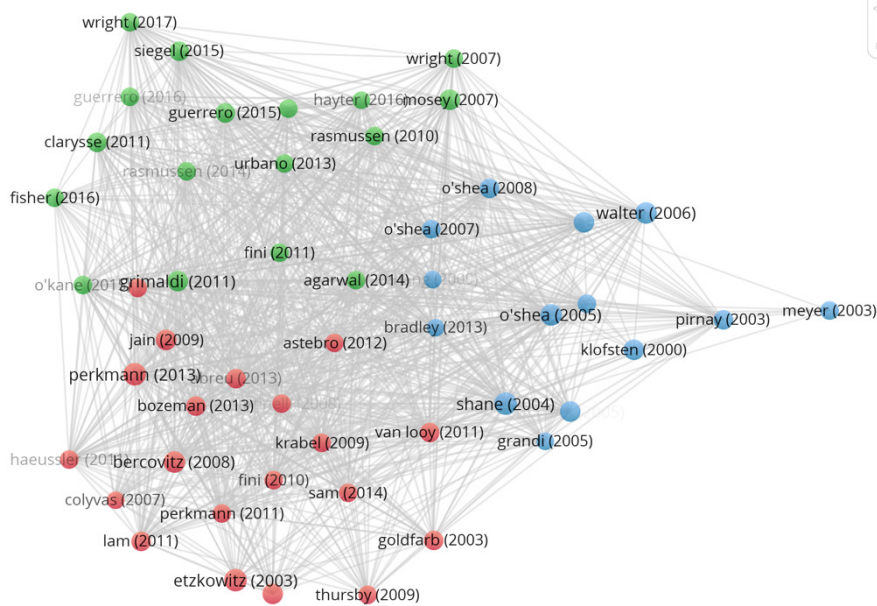 wright (2017)
siegel (2015)
wright (2007)
guerrero (2016)
hayter (2016)
mosey (2007)
guerrero (2015)
rasmussen (2010)
clarysse (2011)
urbano (2013)
rasmussen (2014)
o'shea (2008)
fisher (2016)
walter (2006)
o'shea (2007)
fini (2011)
grimaldi (2011)
agarwal (2014)
o'kane
meyer (2003)
o'shea (2005)
pirnay (2003)
bradley (2013)
jain (2009)
astebro (2012)
klofsten (2000)
perkmann (2013)
abreu (2013)
bozeman (2013)
shane (2004)
van looy (2011)
krabel (2009)
grandi (2005)
haeussler
bercovitz (2008)
fini (2010)
sam (2014)
colyvas (2007)
perkmann (2011)
lam (2011)
goldfarb (2003)
etzkowitz (2003)
thursby (2009)